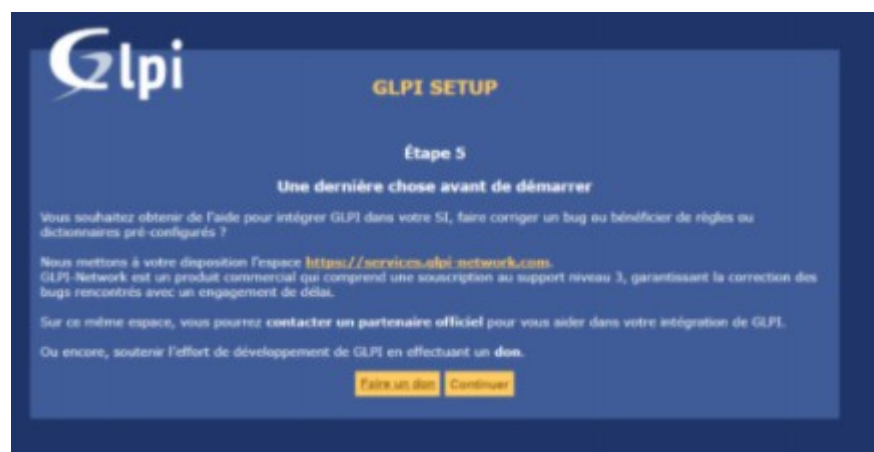 Glpi
GLPI SETUP
Étape 5
Une dernière chose avant de démarrer
Vous souhaitez obtenir de l'aide pour intégrer GLPI dans votre SI, faire corriger un bug ou bénéficier de règles ou
dictionnaires pré-configurés ?
Nous mettons à votre disposition l'espace https://services.glpi-network.com.
GLPI-Network est un produit commercial qui comprend une souscription au support niveau 3, garantissant la correction des
bugs rencontrés avec un engagement de délai.
Sur ce même espace, vous pourrez contacter un partenaire officiel pour vous aider dans votre intégration de GLPI.
Ou encore, soutenir l'effort de développement de GLPI en effectuant un don.
Faire un don Continuer